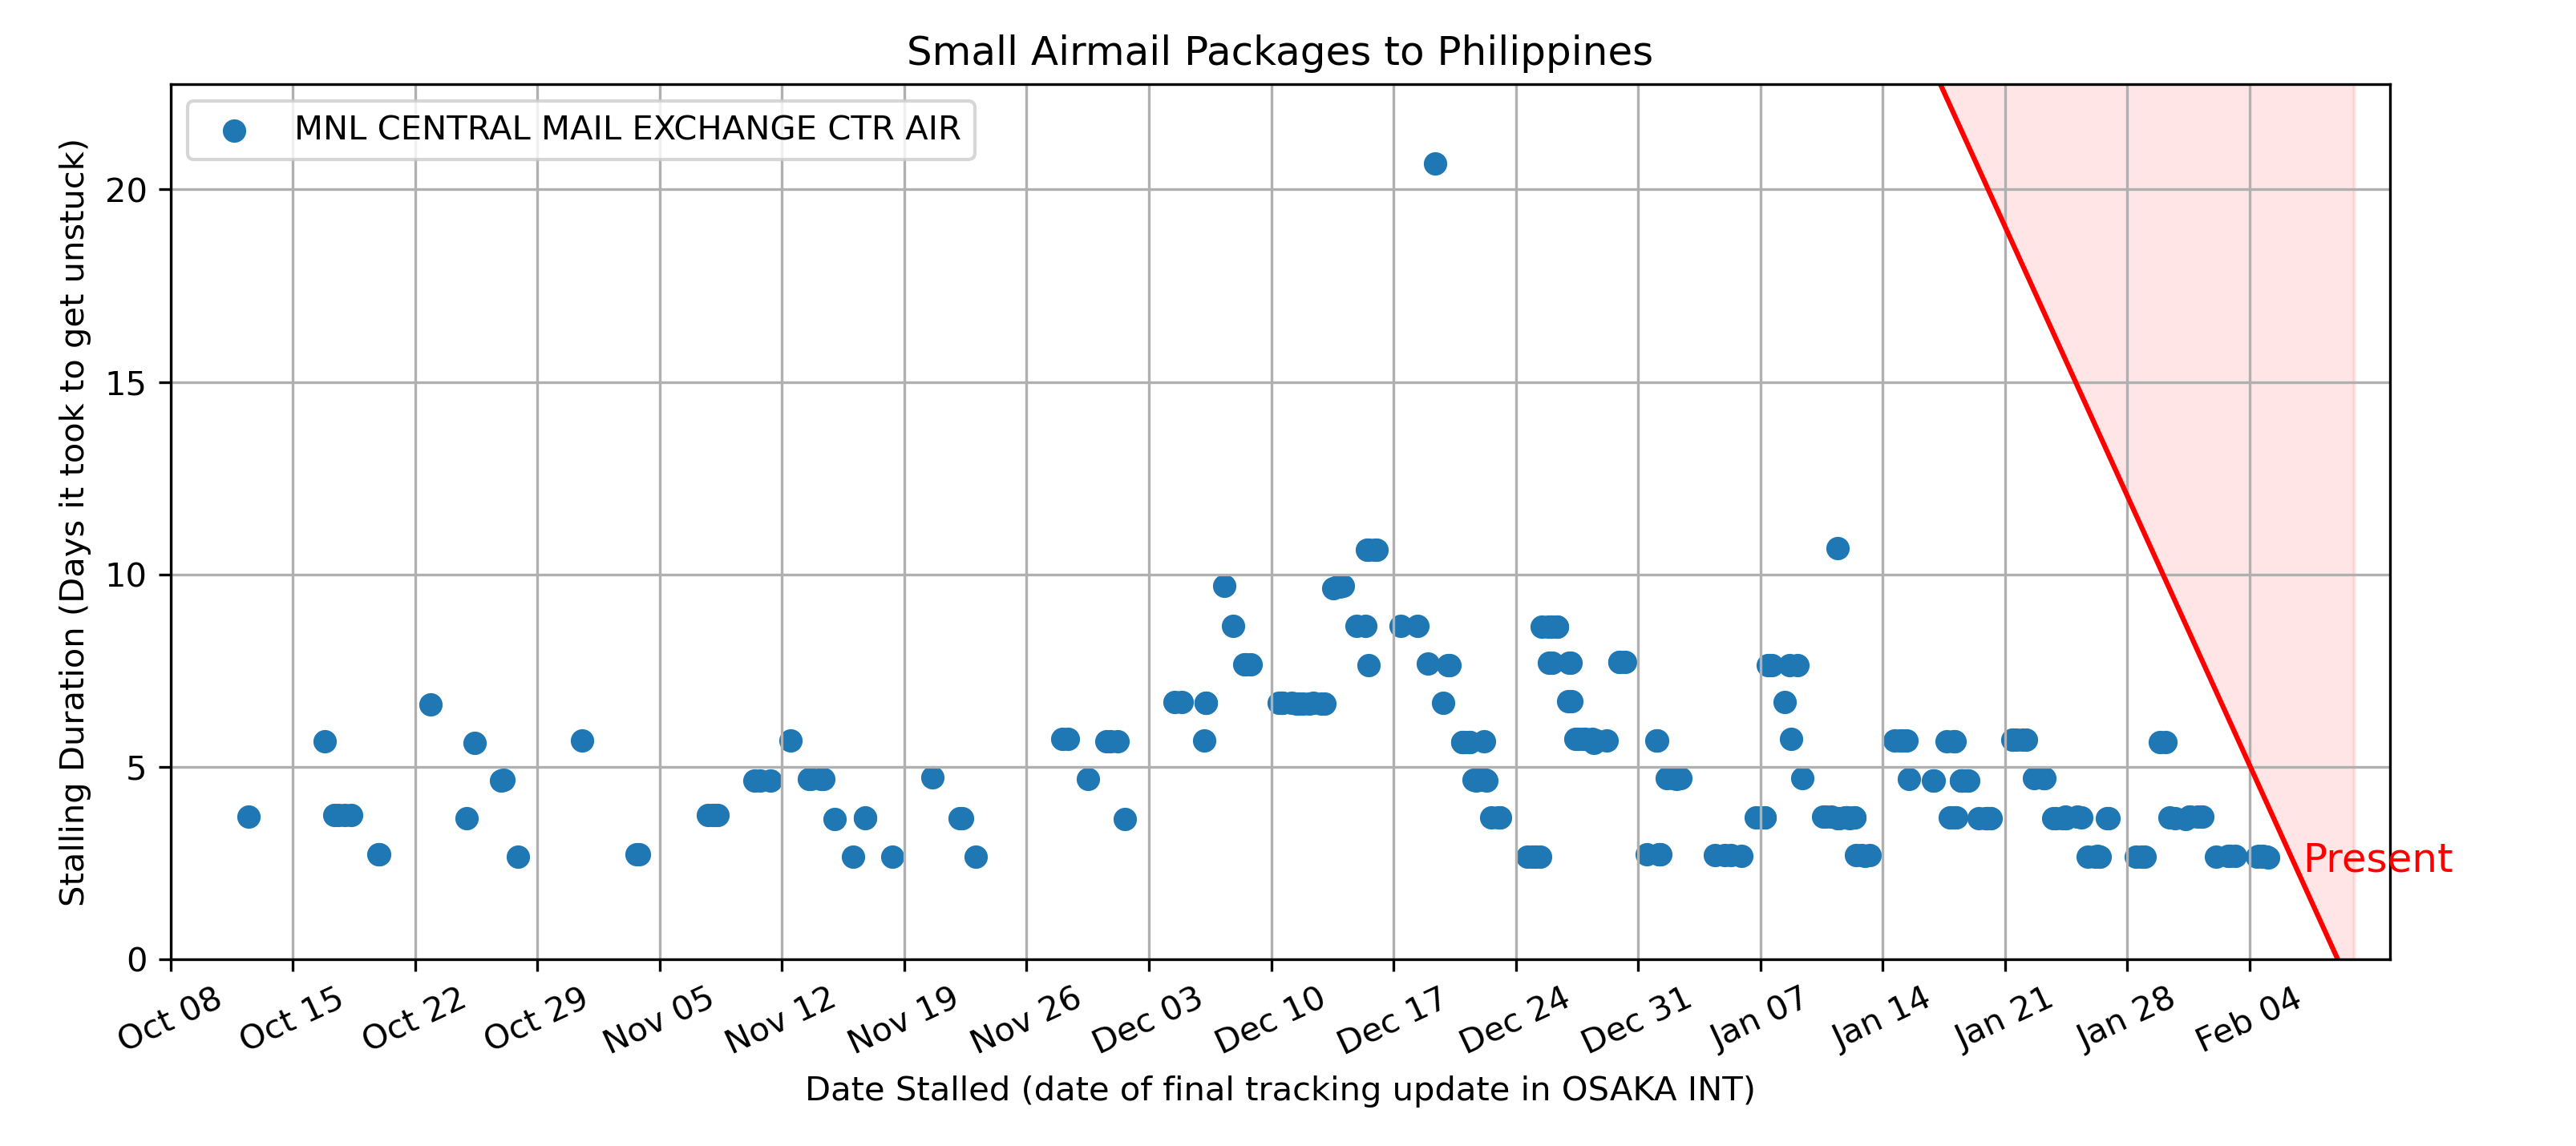 Small Airmail Packages to Philippines
MNL CENTRAL MAIL EXCHANGE CTR AIR
Stalling Duration (Days it took to get unstuck)
20
15
10
5
0
Present
Oct 08
Oct 15
Oct 22
Oct 29
Nov 05
Nov 12
Nov 19
Nov 26
Dec 03
Dec 10
Dec 17
Dec 24
Dec 31
Jan 07
Jan 14
Jan 21
Jan 28
Feb 04
Date Stalled (date of final tracking update in OSAKA INT)